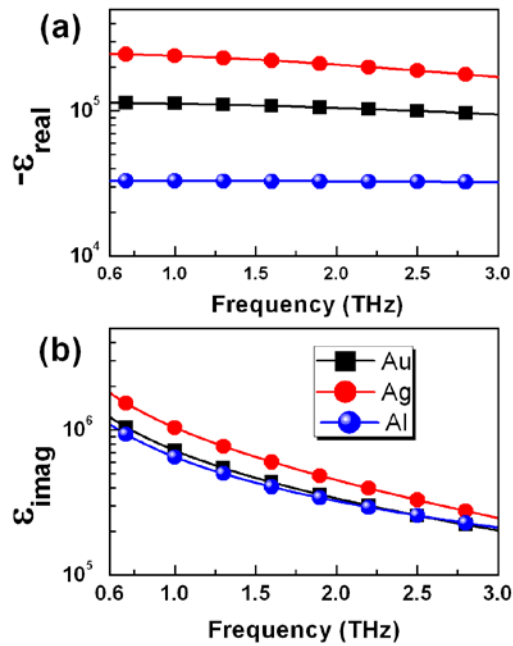 (a)
-ε_real
10^5
10^4
0.6 1.0 1.5 2.0 2.5 3.0
Frequency (THz)
(b)
Au
Ag
Al
ε_imag
10^6
10^5
0.6 1.0 1.5 2.0 2.5 3.0
Frequency (THz)